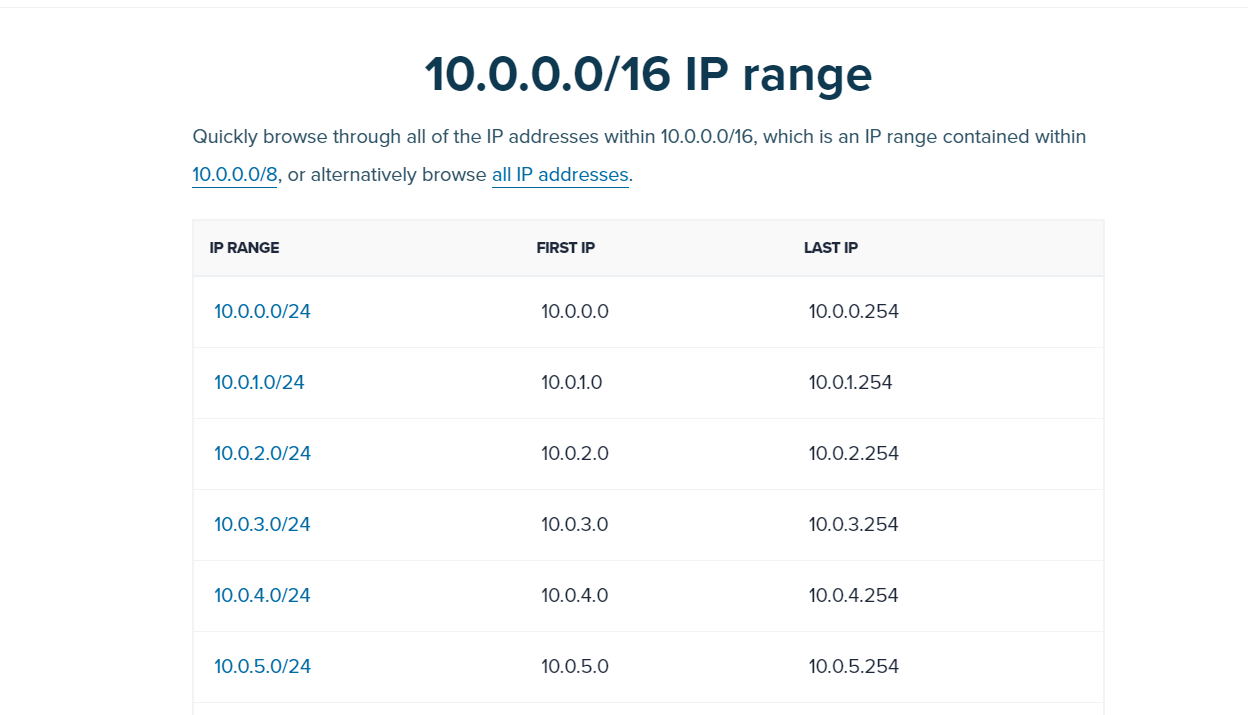 10.0.0.0/16 IP range
Quickly browse through all of the IP addresses within 10.0.0.0/16, which is an IP range contained within
10.0.0.0/8, or alternatively browse all IP addresses.
IP RANGE FIRST IP LAST IP
10.0.0.0/24 10.0.0.0 10.0.0.254
10.0.1.0/24 10.0.1.0 10.0.1.254
10.0.2.0/24 10.0.2.0 10.0.2.254
10.0.3.0/24 10.0.3.0 10.0.3.254
10.0.4.0/24 10.0.4.0 10.0.4.254
10.0.5.0/24 10.0.5.0 10.0.5.254